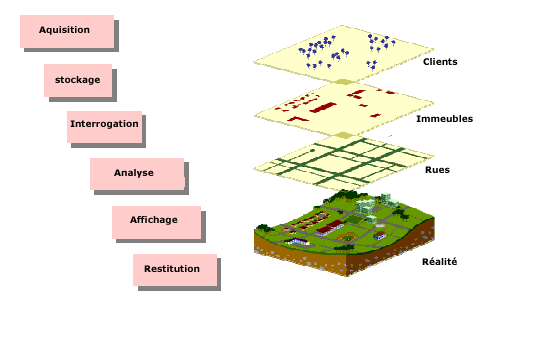 Aquisition
stockage
Interrogation
Analyse
Affichage
Restitution
Clients
Immeubles
Rues
Réalité